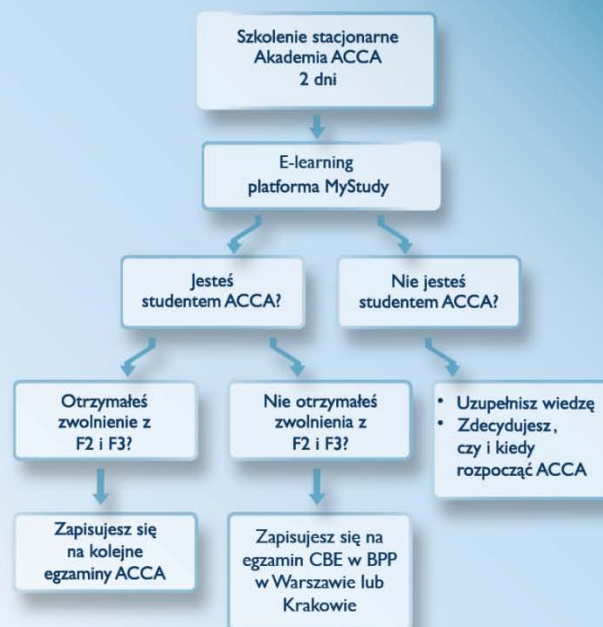 Szkolenie stacjonarne
Akademia ACCA
2 dni
E-learning
platforma MyStudy
Jesteś
studentem ACCA?
Nie jesteś
studentem ACCA?
Otrzymałeś
zwolnienie z
F2 i F3?
Nie otrzymałeś
zwolnienia z
F2 i F3?
• Uzupełnisz wiedzę
• Zdecydujesz,
czy i kiedy
rozpocząć ACCA
Zapisujesz się
na kolejne
egzaminy ACCA
Zapisujesz się na
egzamin CBE w BPP
w Warszawie lub
Krakowie